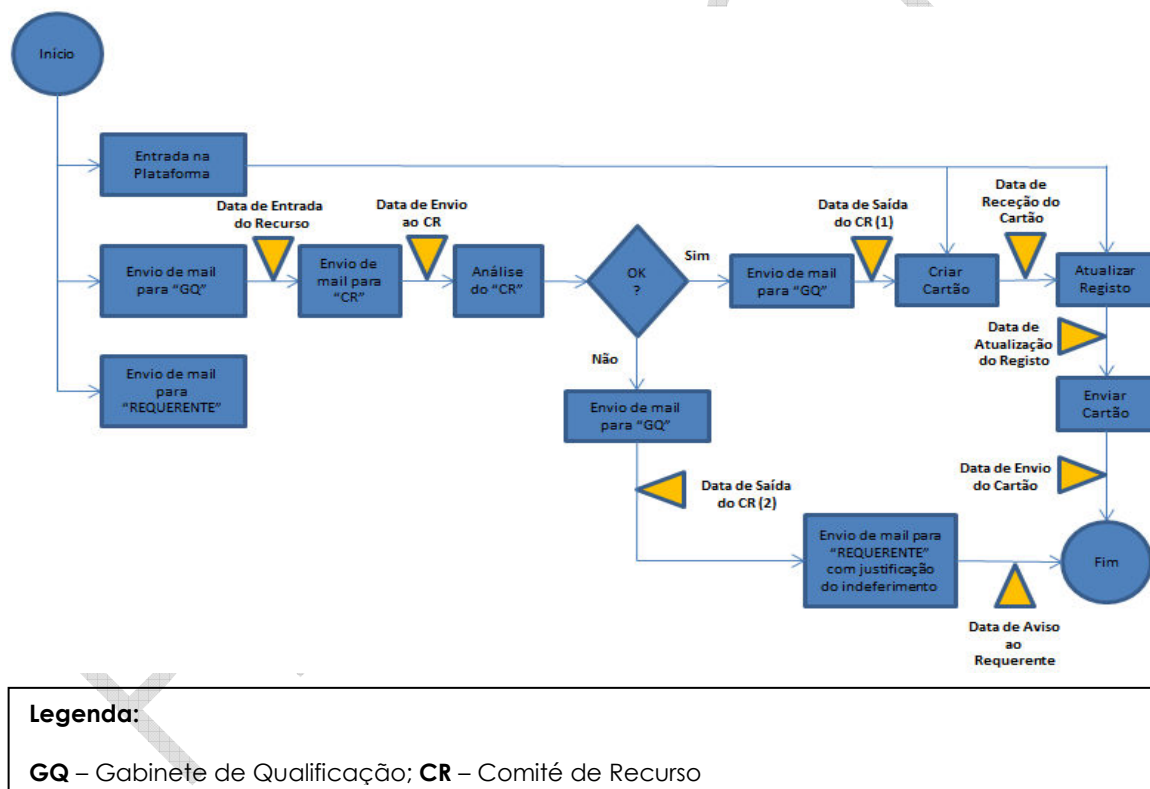 Início
Entrada na
Plataforma
Data de Entrada
do Recurso
Data de Envio
ao CR
Data de Saída
do CR (1)
Data de
Receção do
Cartão
Envio de mail
para “GQ”
Envio de
mail para
“CR”
Análise
do “CR”
OK
?
Sim
Envio de mail
para “GQ”
Criar
Cartão
Atualizar
Registo
Data de
Atualização
do Registo
Não
Envio de mail
para
“REQUERENTE”
Envio de mail
para “GQ”
Enviar
Cartão
Data de Saída
do CR (2)
Data de Envio
do Cartão
Envio de mail para
“REQUERENTE”
com justificação
do indeferimento
Fim
Data de Aviso
ao
Requerente
Legenda:
GQ – Gabinete de Qualificação; CR – Comité de Recurso